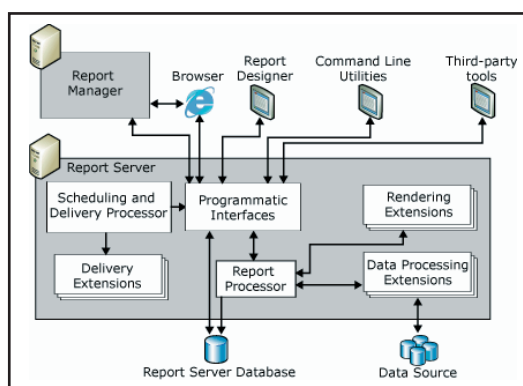 Report
Manager
Browser
Report
Designer
Command Line
Utilities
Third-party
tools
Report Server
Scheduling and
Delivery Processor
Programmatic
Interfaces
Rendering
Extensions
Delivery
Extensions
Report
Processor
Data Processing
Extensions
Report Server Database
Data Source